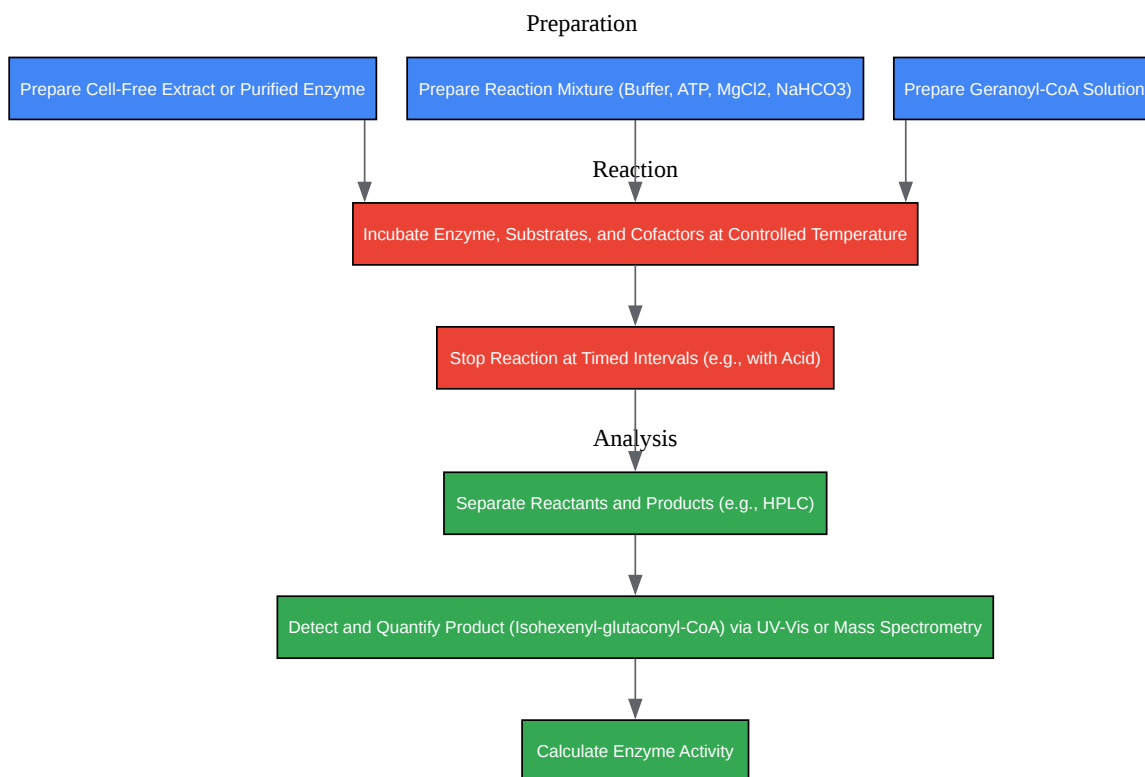 Preparation
Prepare Cell-Free Extract or Purified Enzyme
Prepare Reaction Mixture (Buffer, ATP, MgCl2, NaHCO3)
Prepare Geranoyl-CoA Solution
Reaction
Incubate Enzyme, Substrates, and Cofactors at Controlled Temperature
Stop Reaction at Timed Intervals (e.g., with Acid)
Analysis
Separate Reactants and Products (e.g., HPLC)
Detect and Quantify Product (Isohexenyl-glutaconyl-CoA) via UV-Vis or Mass Spectrometry
Calculate Enzyme Activity